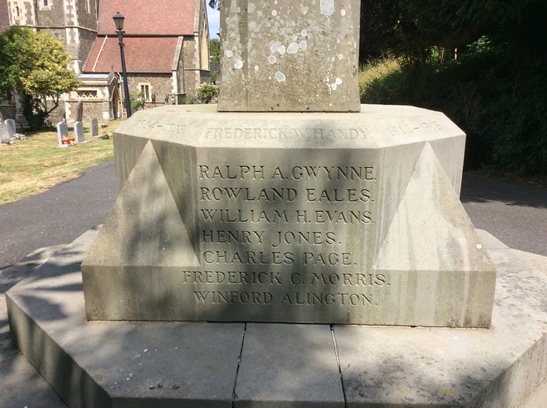 FREDERICK W. HANDY
RALPH A. GWYNNE.
ROWLAND EALES.
WILLIAM H. EVANS.
HENRY JONES.
CHARLES PAGE.
FREDERICK C. MORRIS.
WINFORD ALINGTON.